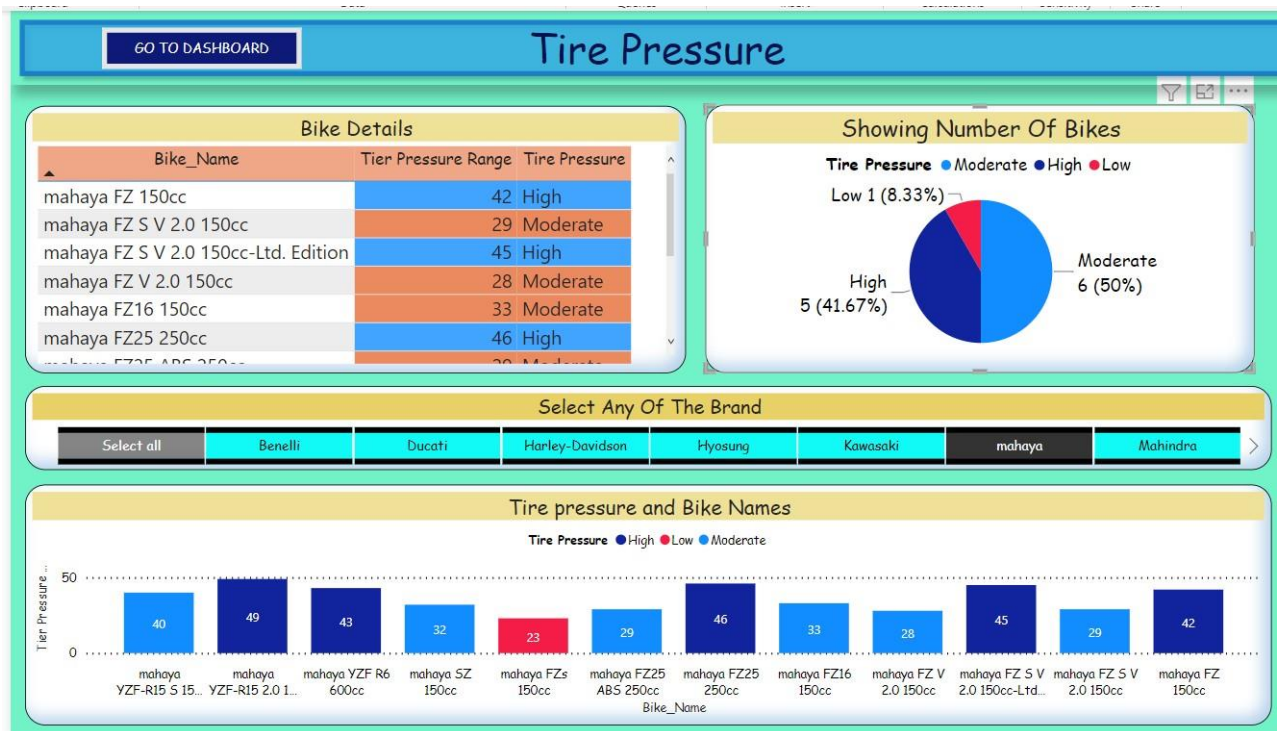 GO TO DASHBOARD
Tire Pressure
Bike Details
Bike_Name Tier Pressure Range Tire Pressure
mahaya FZ 150cc 42 High
mahaya FZ S V 2.0 150cc 29 Moderate
mahaya FZ S V 2.0 150cc-Ltd. Edition 45 High
mahaya FZ V 2.0 150cc 28 Moderate
mahaya FZ16 150cc 33 Moderate
mahaya FZ25 250cc 46 High
mahaya FZ25 ABS 250cc 29 Moderate
Showing Number Of Bikes
Tire Pressure Moderate High Low
Low 1 (8.33%)
Moderate
6 (50%)
High
5 (41.67%)
Select Any Of The Brand
Select all Benelli Ducati Harley-Davidson Hyosung Kawasaki mahaya Mahindra
Tire pressure and Bike Names
Tire Pressure High Low Moderate
Tier Pressure ...
50
0
40 49 43 32 23 29 46 33 28 45 29 42
mahaya mahaya mahaya YZF R6 mahaya SZ mahaya FZs mahaya FZ25 mahaya FZ25 mahaya FZ16 mahaya FZ V mahaya FZ S V mahaya FZ S V mahaya FZ
YZF-R15 S 15... YZF-R15 2.0 1... 600cc 150cc 150cc ABS 250cc 250cc 150cc 2.0 150cc 2.0 150cc-Ltd... 2.0 150cc 150cc
Bike_Name